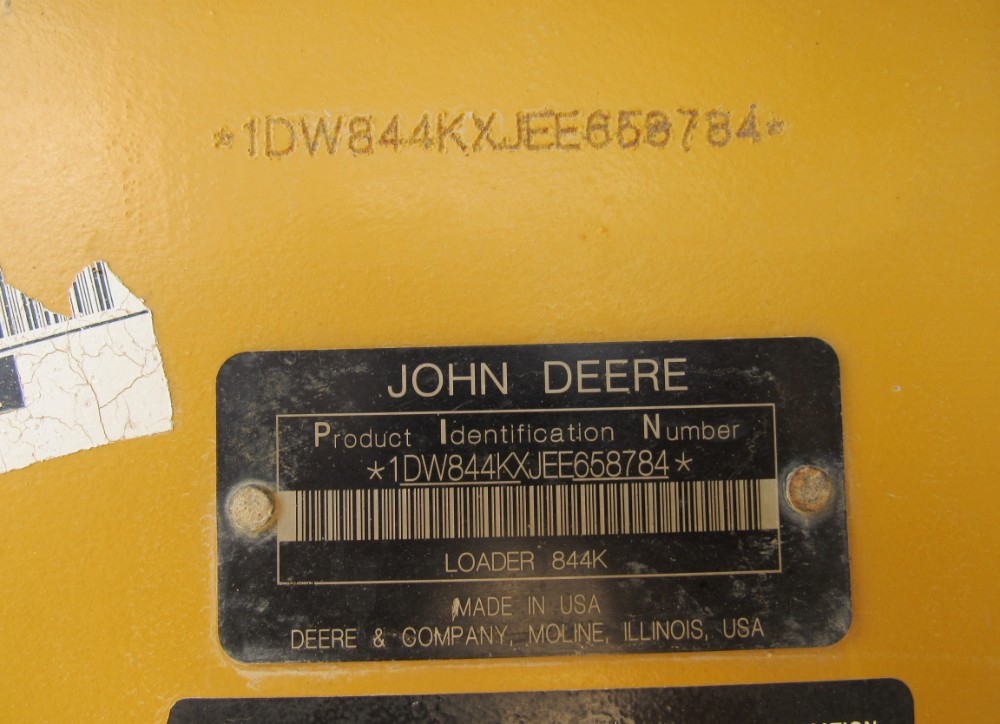 *1DW844KXJEE658784*
JOHN DEERE
Product Identification Number
*1DW844KXJEE658784*
LOADER 844K
MADE IN USA
DEERE & COMPANY, MOLINE, ILLINOIS, USA